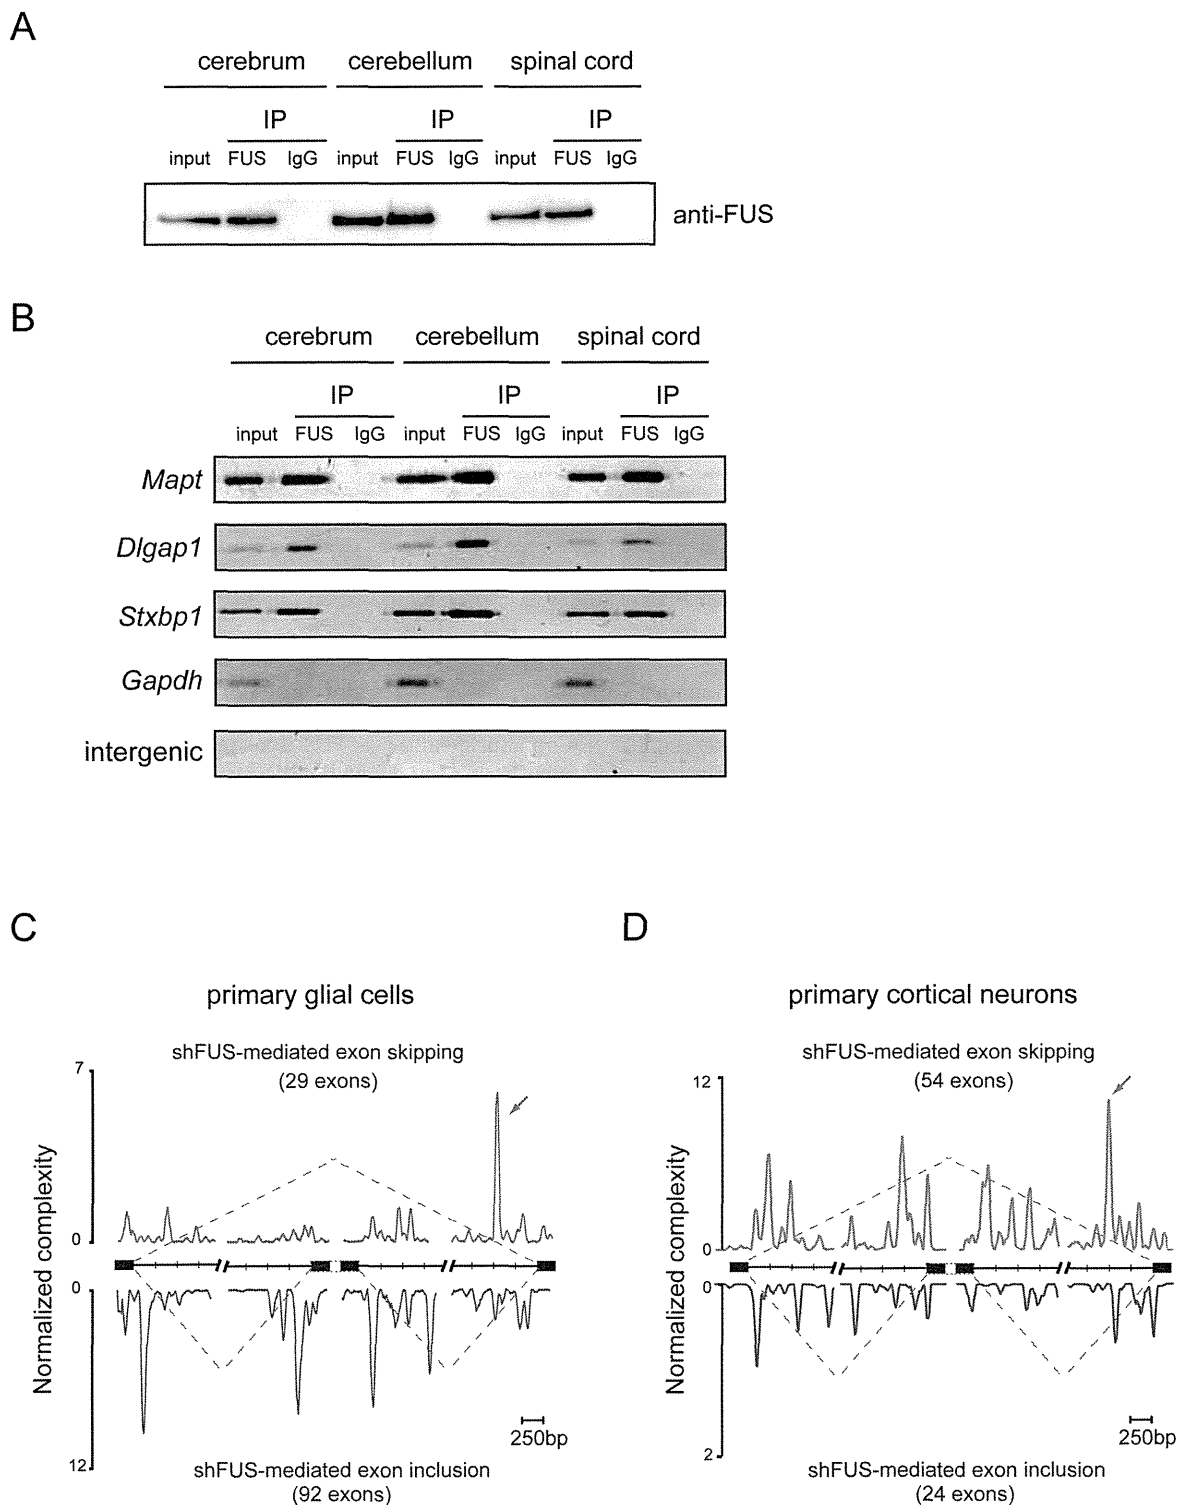 A
cerebrum cerebellum spinal cord
IP IP IP
input FUS IgG input FUS IgG input FUS IgG
anti-FUS
B
cerebrum cerebellum spinal cord
IP IP IP
input FUS IgG input FUS IgG input FUS IgG
Mapt
Dlgap1
Stxbp1
Gapdh
intergenic
C
primary glial cells
shFUS-mediated exon skipping
(29 exons)
7
0
Normalized complexity
0
12
250bp
shFUS-mediated exon inclusion
(92 exons)
D
primary cortical neurons
shFUS-mediated exon skipping
(54 exons)
12
0
Normalized complexity
0
2
250bp
shFUS-mediated exon inclusion
(24 exons)